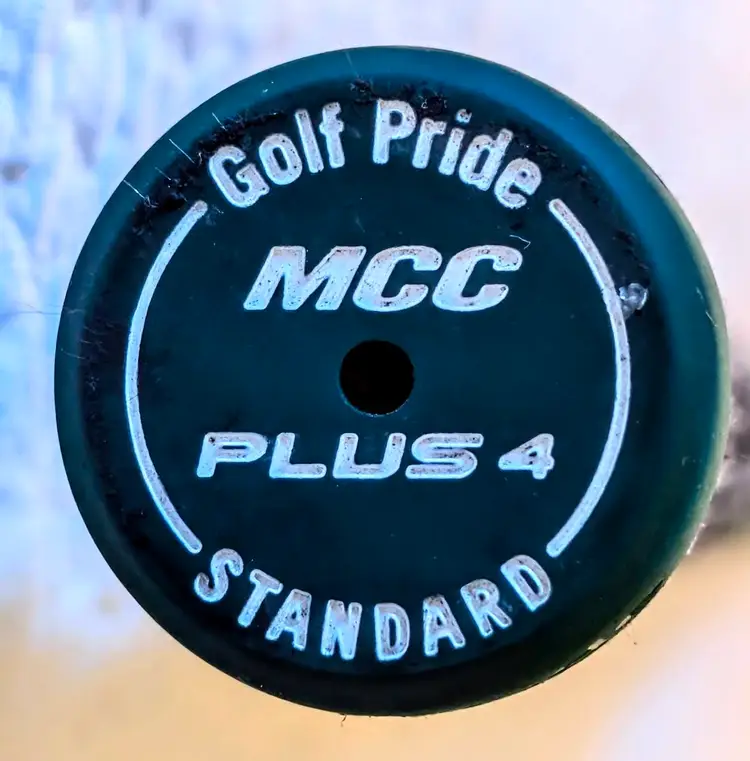 Golf Pride
MCC
PLUS 4
STANDARD